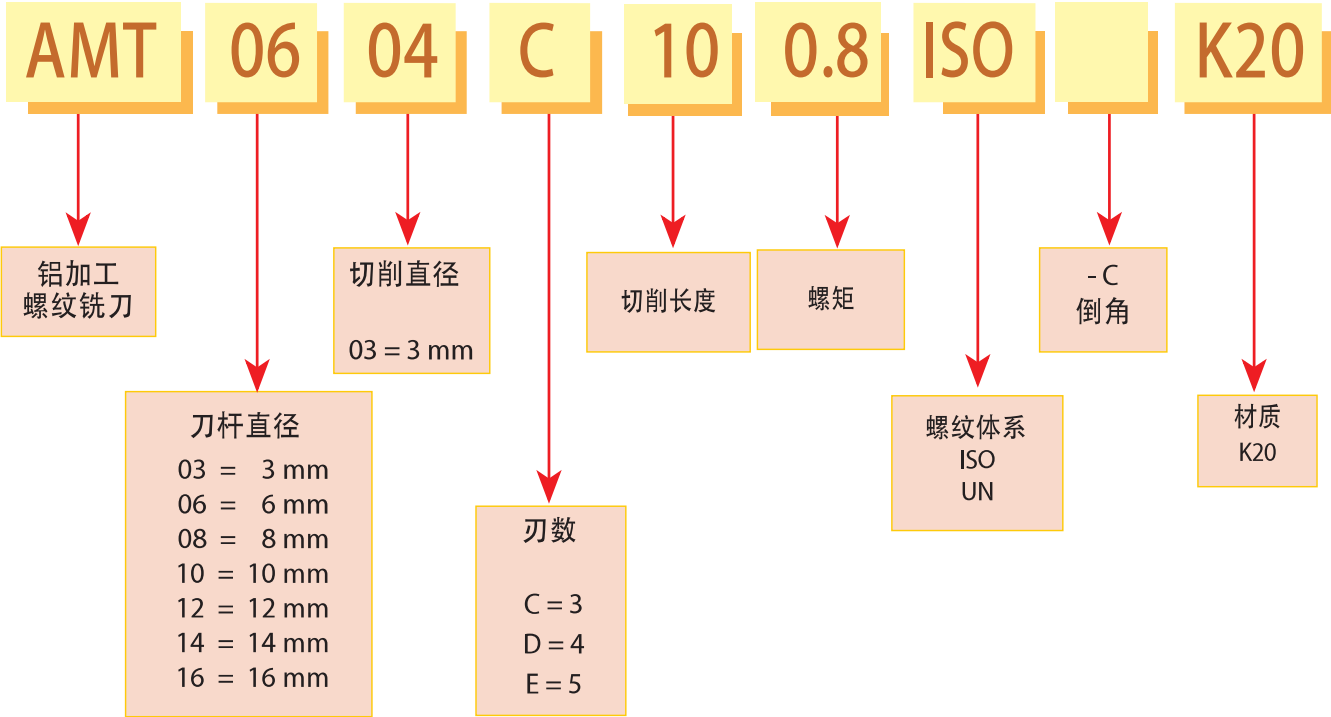 AMT 06 04 C 10 0.8 ISO K20
铝加工
螺纹铣刀
刀杆直径
03 = 3 mm
06 = 6 mm
08 = 8 mm
10 = 10 mm
12 = 12 mm
14 = 14 mm
16 = 16 mm
切削直径
03 = 3 mm
刃数
C = 3
D = 4
E = 5
切削长度
螺矩
螺纹体系
ISO
UN
- C
倒角
材质
K20